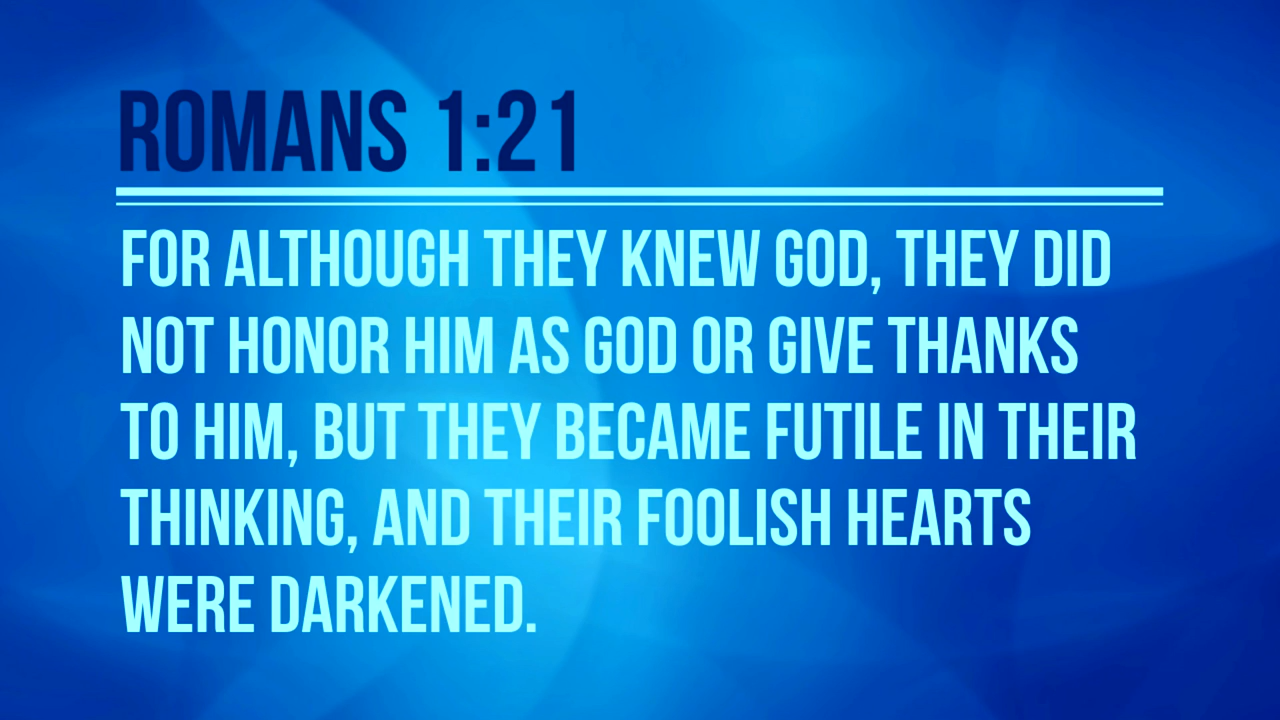 ROMANS 1:21
FOR ALTHOUGH THEY KNEW GOD, THEY DID
NOT HONOR HIM AS GOD OR GIVE THANKS
TO HIM, BUT THEY BECAME FUTILE IN THEIR
THINKING, AND THEIR FOOLISH HEARTS
WERE DARKENED.